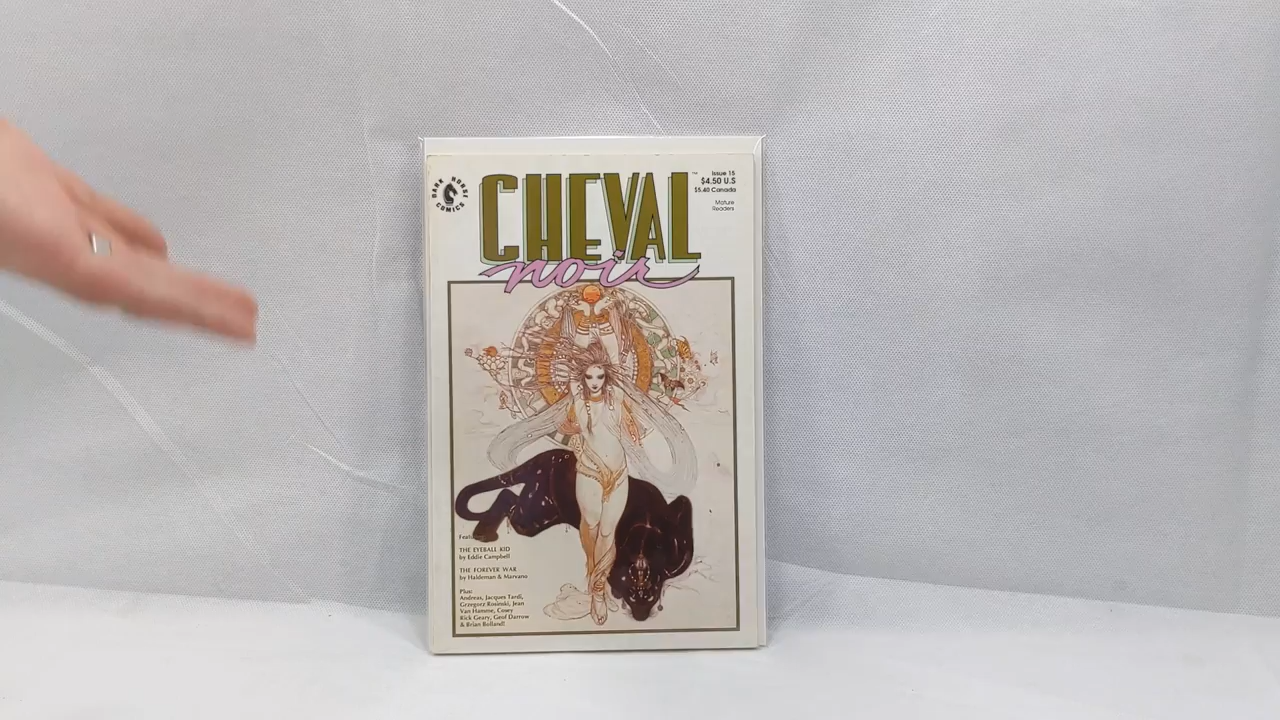 DARK HORSE COMICS
CHEVAL
noir
™
Issue 15
$4.50 U.S
$5.40 Canada
Mature
Readers
THE EYEBALL KID
by Eddie Campbell
THE FOREVER WAR
by Haldeman & Marvano
Plus:
Andreas, Jacques Tardi,
Grzegorz Rosinski, Jean
Van Hamme, Cosey
Rick Geary, Geof Darrow
& Brian Bolland!